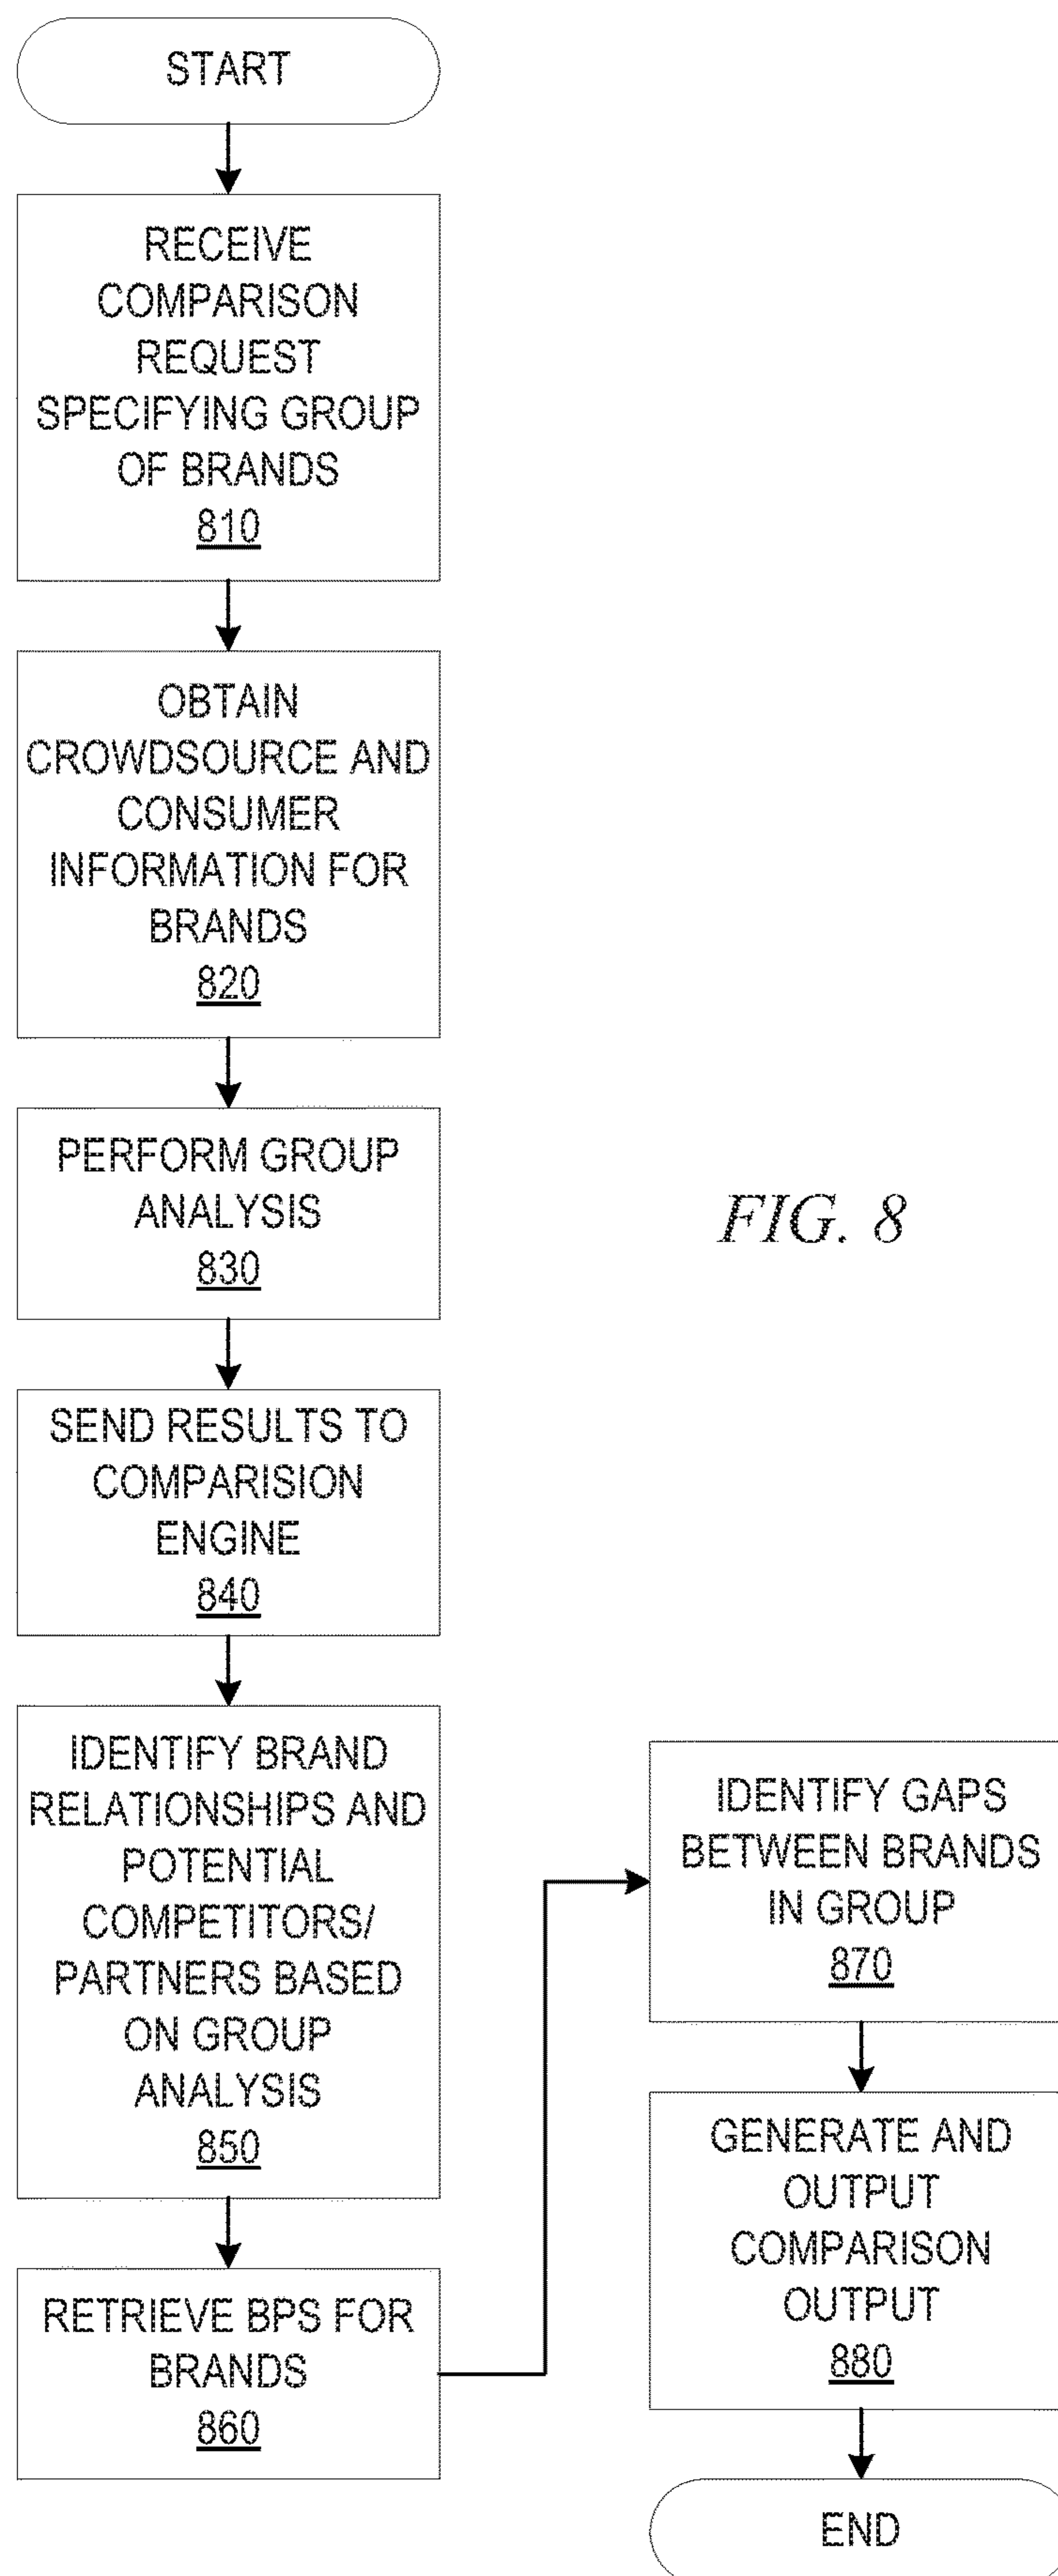 START
RECEIVE
COMPARISON
REQUEST
SPECIFYING GROUP
OF BRANDS
810
OBTAIN
CROWDSOURCE AND
CONSUMER
INFORMATION FOR
BRANDS
820
PERFORM GROUP
ANALYSIS
830
SEND RESULTS TO
COMPARISION
ENGINE
840
IDENTIFY BRAND
RELATIONSHIPS AND
POTENTIAL
COMPETITORS/
PARTNERS BASED
ON GROUP
ANALYSIS
850
RETRIEVE BPS FOR
BRANDS
860
IDENTIFY GAPS
BETWEEN BRANDS
IN GROUP
870
GENERATE AND
OUTPUT
COMPARISON
OUTPUT
880
END
FIG. 8